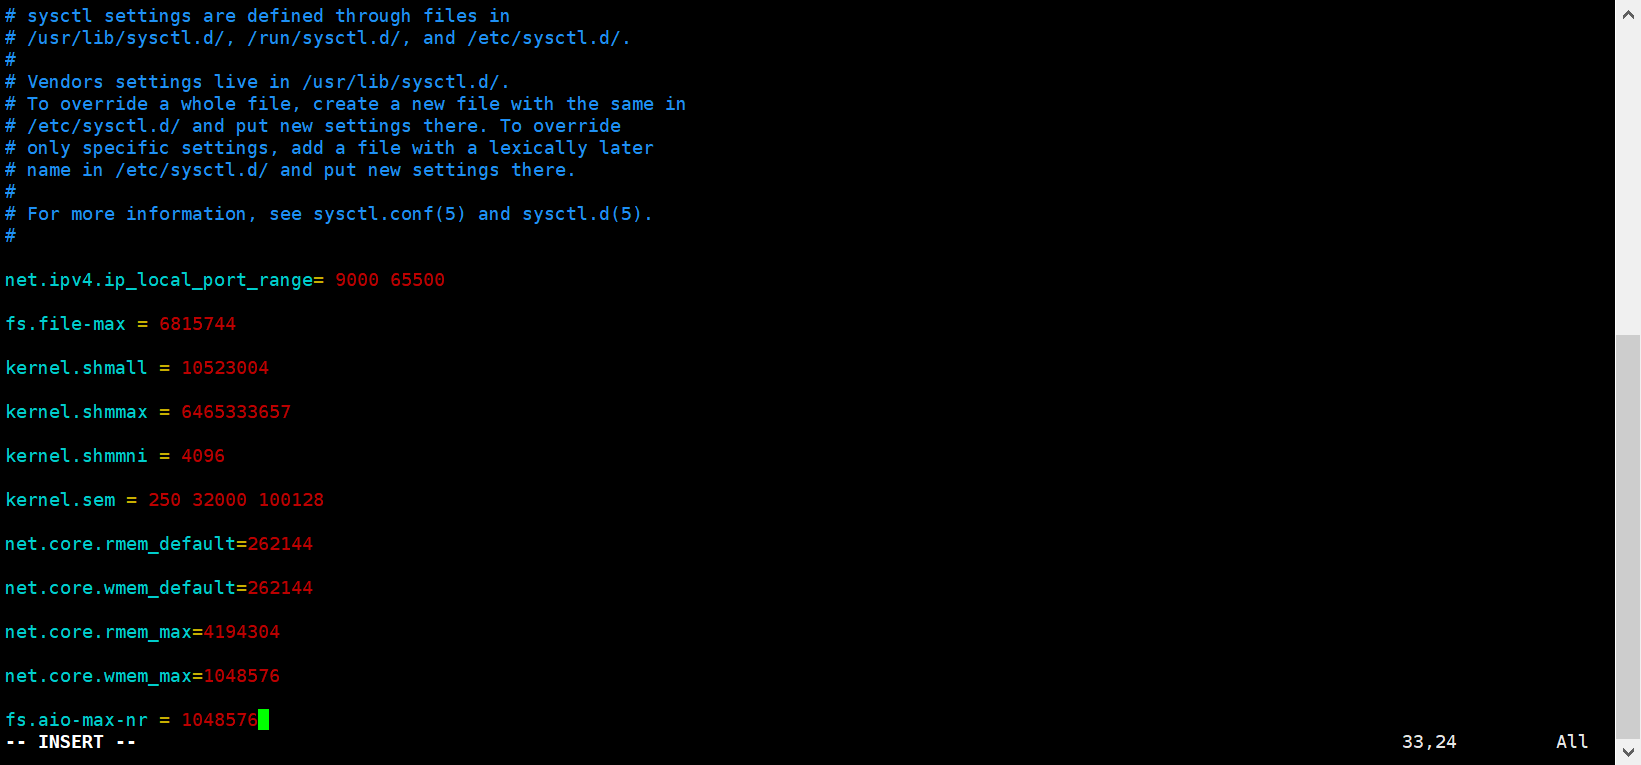 # sysctl settings are defined through files in
# /usr/lib/sysctl.d/, /run/sysctl.d/, and /etc/sysctl.d/.
#
# Vendors settings live in /usr/lib/sysctl.d/.
# To override a whole file, create a new file with the same in
# /etc/sysctl.d/ and put new settings there. To override
# only specific settings, add a file with a lexically later
# name in /etc/sysctl.d/ and put new settings there.
#
# For more information, see sysctl.conf(5) and sysctl.d(5).
#
net.ipv4.ip_local_port_range= 9000 65500
fs.file-max = 6815744
kernel.shmall = 10523004
kernel.shmmax = 6465333657
kernel.shmmni = 4096
kernel.sem = 250 32000 100128
net.core.rmem_default=262144
net.core.wmem_default=262144
net.core.rmem_max=4194304
net.core.wmem_max=1048576
fs.aio-max-nr = 1048576
-- INSERT -- 33,24 All